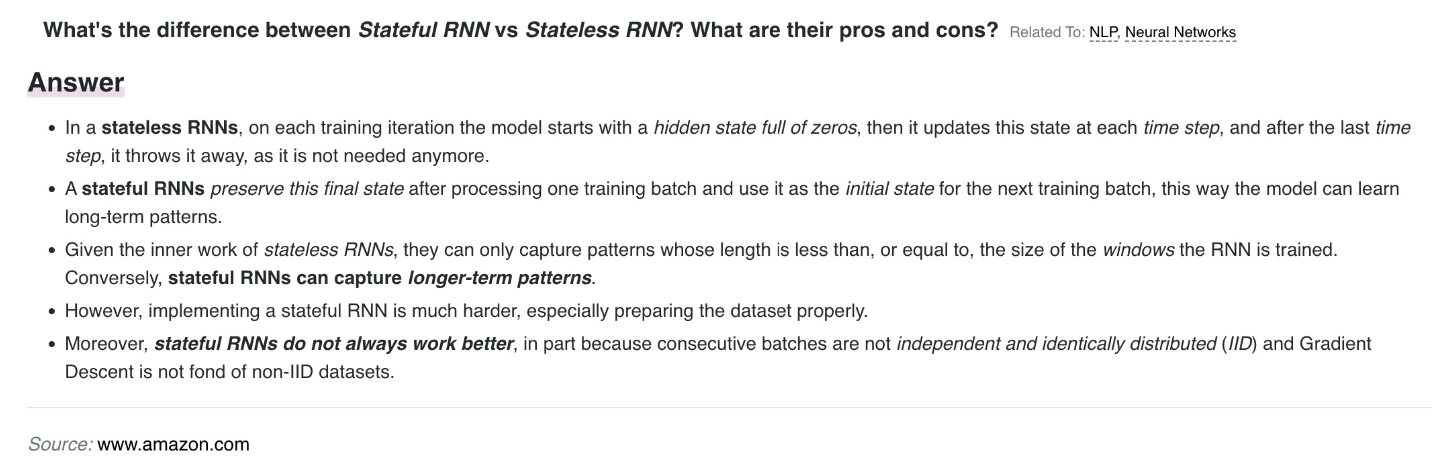 What's the difference between Stateful RNN vs Stateless RNN? What are their pros and cons? Related To: NLP, Neural Networks
Answer
• In a stateless RNNs, on each training iteration the model starts with a hidden state full of zeros, then it updates this state at each time step, and after the last time
step, it throws it away, as it is not needed anymore.
• A stateful RNNs preserve this final state after processing one training batch and use it as the initial state for the next training batch, this way the model can learn
long-term patterns.
• Given the inner work of stateless RNNs, they can only capture patterns whose length is less than, or equal to, the size of the windows the RNN is trained.
Conversely, stateful RNNs can capture longer-term patterns.
• However, implementing a stateful RNN is much harder, especially preparing the dataset properly.
• Moreover, stateful RNNs do not always work better, in part because consecutive batches are not independent and identically distributed (IID) and Gradient
Descent is not fond of non-IID datasets.
Source: www.amazon.com